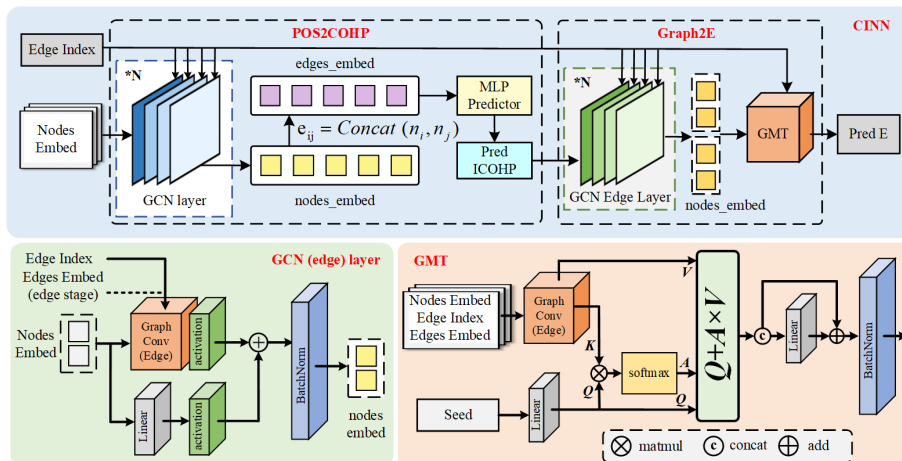 POS2COHP
Graph2E
CINN
Edge Index
*N
edges_embed
MLP
Predictor
*N
Nodes
Embed
e_ij = Concat (n_i, n_j)
Pred
ICOHP
GMT
Pred E
GCN layer
nodes_embed
GCN Edge Layer
nodes_embed
GCN (edge) layer
Edge Index
Edges Embed
(edge stage)
Nodes
Embed
Graph
Conv
(Edge)
activation
Linear
activation
BatchNorm
nodes
embed
GMT
Nodes Embed
Edge Index
Edges Embed
Graph
Conv
(Edge)
V
K
Q
softmax
A
Q
Seed
Linear
Q+A×V
c
Linear
BatchNorm
matmul
c concat
add